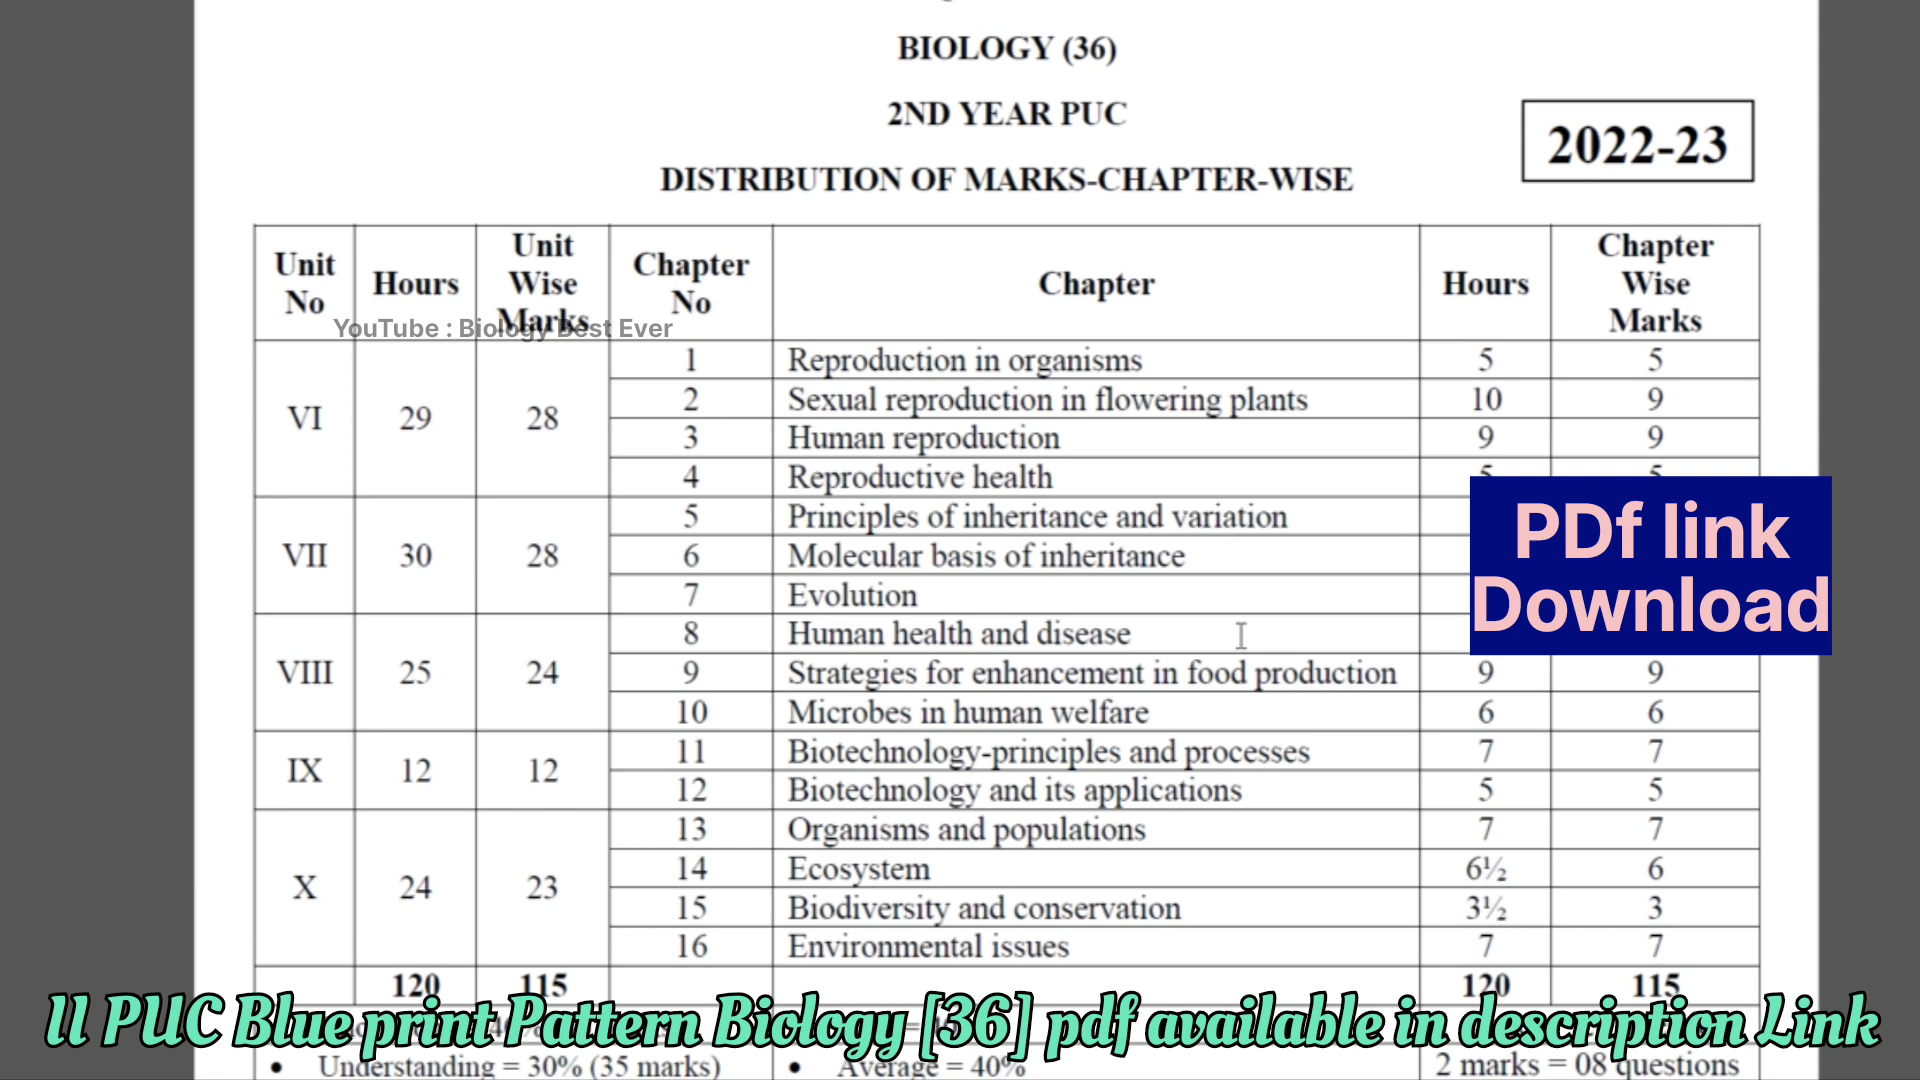 BIOLOGY (36)
2ND YEAR PUC
2022-23
DISTRIBUTION OF MARKS-CHAPTER-WISE
Unit No Hours Unit Wise Marks Chapter No Chapter Hours Chapter Wise Marks
YouTube : Biology Best Ever
VI 29 28
1 Reproduction in organisms 5 5
2 Sexual reproduction in flowering plants 10 9
3 Human reproduction 9 9
4 Reproductive health 5 5
VII 30 28
5 Principles of inheritance and variation
6 Molecular basis of inheritance
7 Evolution
PDf link
Download
VIII 25 24
8 Human health and disease
9 Strategies for enhancement in food production 9 9
10 Microbes in human welfare 6 6
IX 12 12
11 Biotechnology-principles and processes 7 7
12 Biotechnology and its applications 5 5
X 24 23
13 Organisms and populations 7 7
14 Ecosystem 6½ 6
15 Biodiversity and conservation 3½ 3
16 Environmental issues 7 7
120 115 120 115
II PUC Blue print Pattern Biology [36] pdf available in description Link
• Understanding = 30% (35 marks) • Average = 40% 2 marks = 08 questions